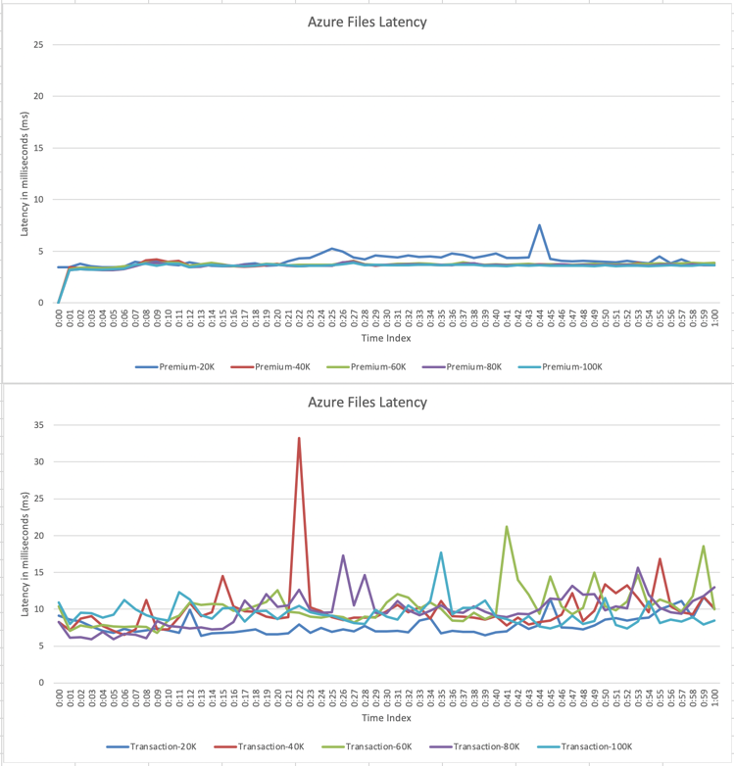 Azure Files Latency
25
20
15
10
5
0
Latency in milliseconds (ms)
0:00 0:01 0:02 0:03 0:04 0:05 0:06 0:07 0:08 0:09 0:10 0:11 0:12 0:13 0:14 0:15 0:16 0:17 0:18 0:19 0:20 0:21 0:22 0:23 0:24 0:25 0:26 0:27 0:28 0:29 0:30 0:31 0:32 0:33 0:34 0:35 0:36 0:37 0:38 0:39 0:40 0:41 0:42 0:43 0:44 0:45 0:46 0:47 0:48 0:49 0:50 0:51 0:52 0:53 0:54 0:55 0:56 0:57 0:58 0:59 1:00
Time Index
Premium-20K Premium-40K Premium-60K Premium-80K Premium-100K
Azure Files Latency
35
30
25
20
15
10
5
0
Latency in milliseconds (ms)
0:00 0:01 0:02 0:03 0:04 0:05 0:06 0:07 0:08 0:09 0:10 0:11 0:12 0:13 0:14 0:15 0:16 0:17 0:18 0:19 0:20 0:21 0:22 0:23 0:24 0:25 0:26 0:27 0:28 0:29 0:30 0:31 0:32 0:33 0:34 0:35 0:36 0:37 0:38 0:39 0:40 0:41 0:42 0:43 0:44 0:45 0:46 0:47 0:48 0:49 0:50 0:51 0:52 0:53 0:54 0:55 0:56 0:57 0:58 0:59 1:00
Time Index
Transaction-20K Transaction-40K Transaction-60K Transaction-80K Transaction-100K